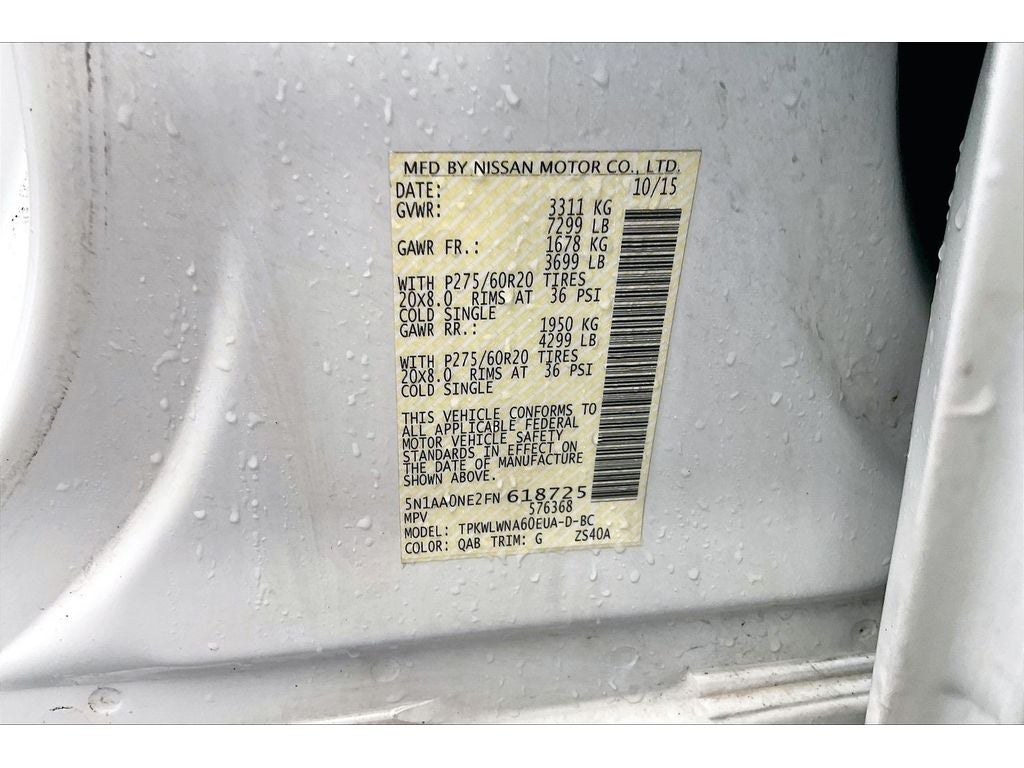 MFD BY NISSAN MOTOR CO., LTD.
DATE: 10/15
GVWR: 3311 KG
7299 LB
GAWR FR.: 1678 KG
3699 LB
WITH P275/60R20 TIRES
20X8.0 RIMS AT 36 PSI
COLD SINGLE
GAWR RR.: 1950 KG
4299 LB
WITH P275/60R20 TIRES
20X8.0 RIMS AT 36 PSI
COLD SINGLE
THIS VEHICLE CONFORMS TO
ALL APPLICABLE FEDERAL
MOTOR VEHICLE SAFETY
STANDARDS IN EFFECT ON
THE DATE OF MANUFACTURE
SHOWN ABOVE.
5N1AA0NE2FN 618725
MPV 576368
MODEL: TPKWLWNA60EUA-D-BC
COLOR: QAB TRIM: G ZS40A